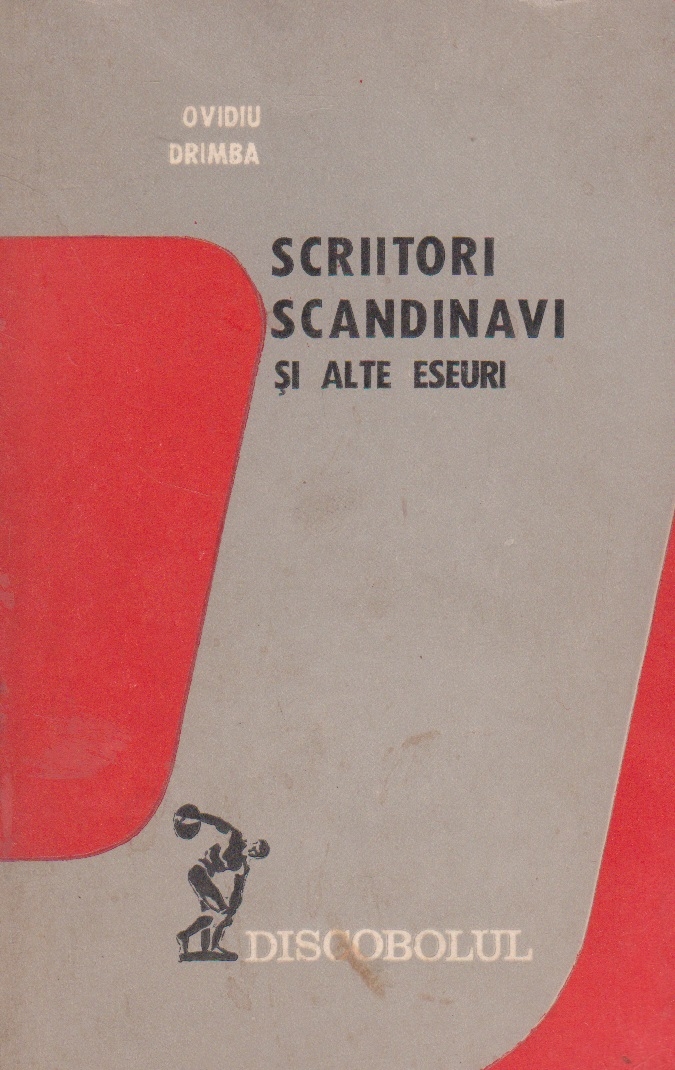 OVIDIU
DRIMBA
SCRIITORI
SCANDINAVI
ŞI ALTE ESEURI
DISCOBOLUL